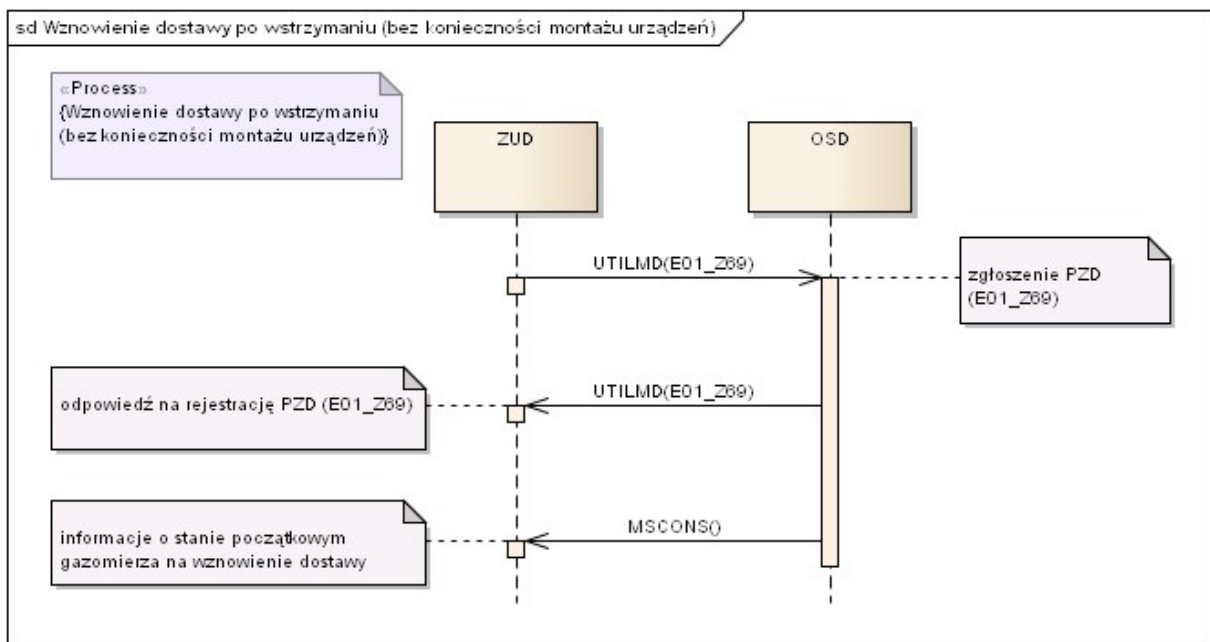 sd Wznowienie dostawy po wstrzymaniu (bez konieczności montażu urządzeń)
«Process»
{Wznowienie dostawy po wstrzymaniu
(bez konieczności montażu urządzeń)}
ZUD
OSD
UTILMD(E01_Z69)
zgłoszenie PZD
(E01_Z69)
UTILMD(E01_Z69)
odpowiedź na rejestrację PZD (E01_Z69)
MSCONS()
informacje o stanie początkowym
gazomierza na wznowienie dostawy